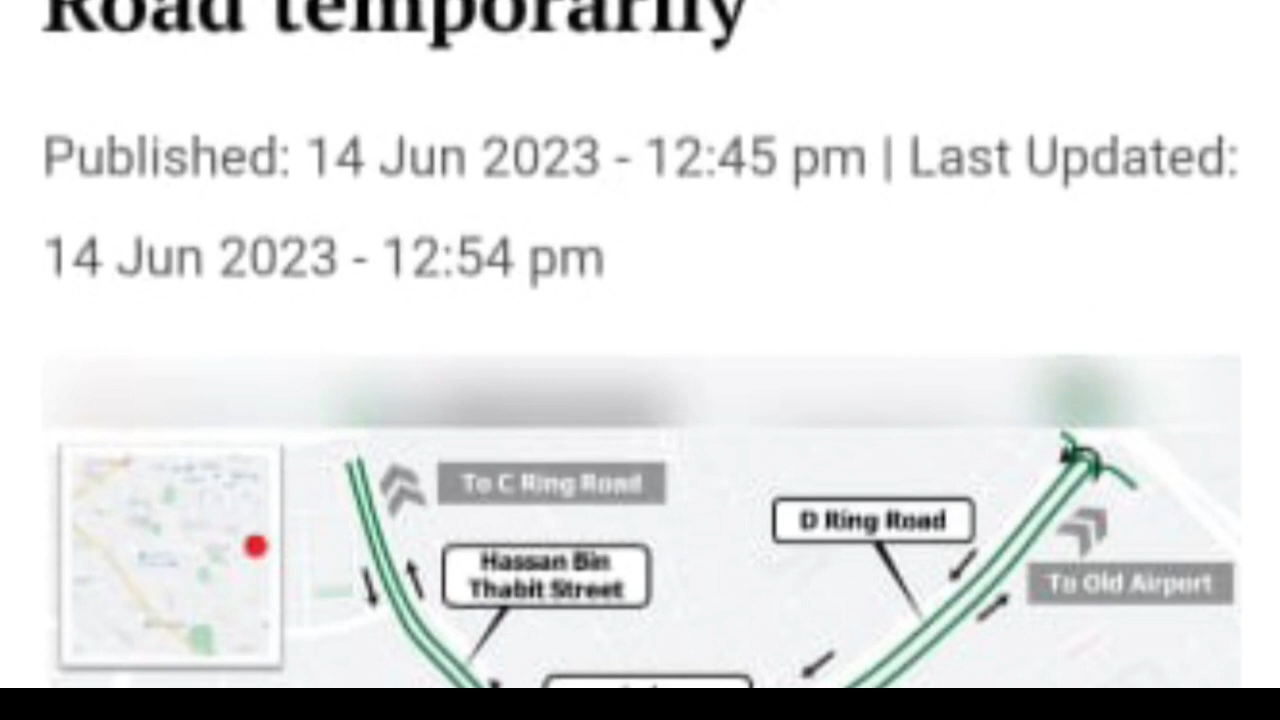 Road temporarily
Published: 14 Jun 2023 - 12:45 pm | Last Updated:
14 Jun 2023 - 12:54 pm
To C Ring Road
D Ring Road
Hassan Bin
Thabit Street
To Old Airport